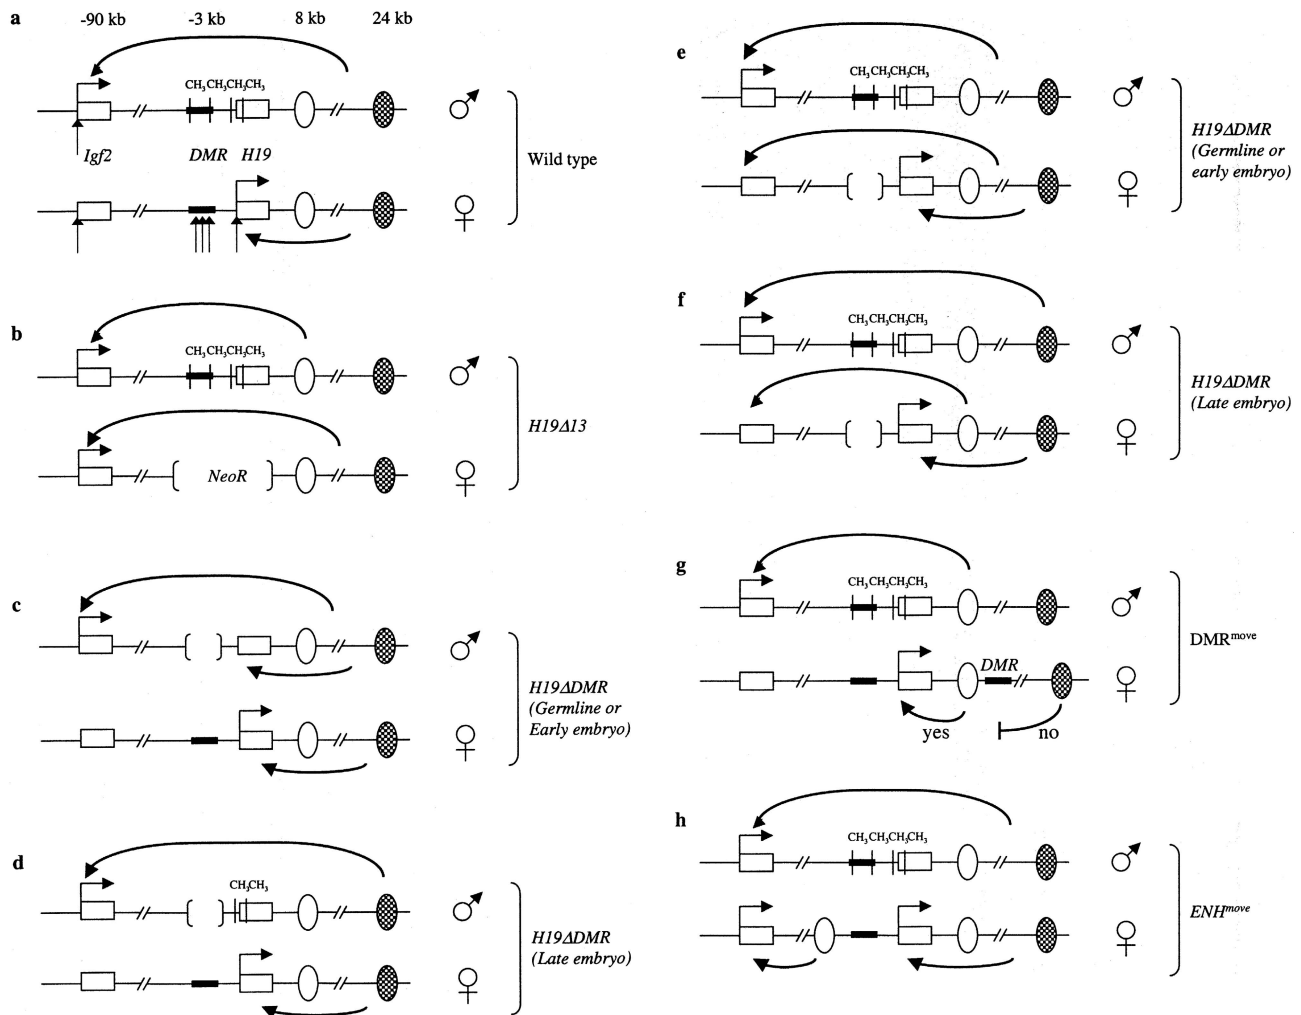 a
-90 kb -3 kb 8 kb 24 kb
CH₃CH₃CH₃CH₃
Igf2 DMR H19
Wild type
b
CH₃CH₃CH₃CH₃
NeoR
H19Δ13
c
H19ΔDMR
(Germline or
Early embryo)
d
CH₃CH₃
H19ΔDMR
(Late embryo)
e
CH₃CH₃CH₃CH₃
H19ΔDMR
(Germline or
early embryo)
f
CH₃CH₃CH₃CH₃
H19ΔDMR
(Late embryo)
g
CH₃CH₃CH₃CH₃
DMR
yes no
DMRmove
h
CH₃CH₃CH₃CH₃
ENHmove